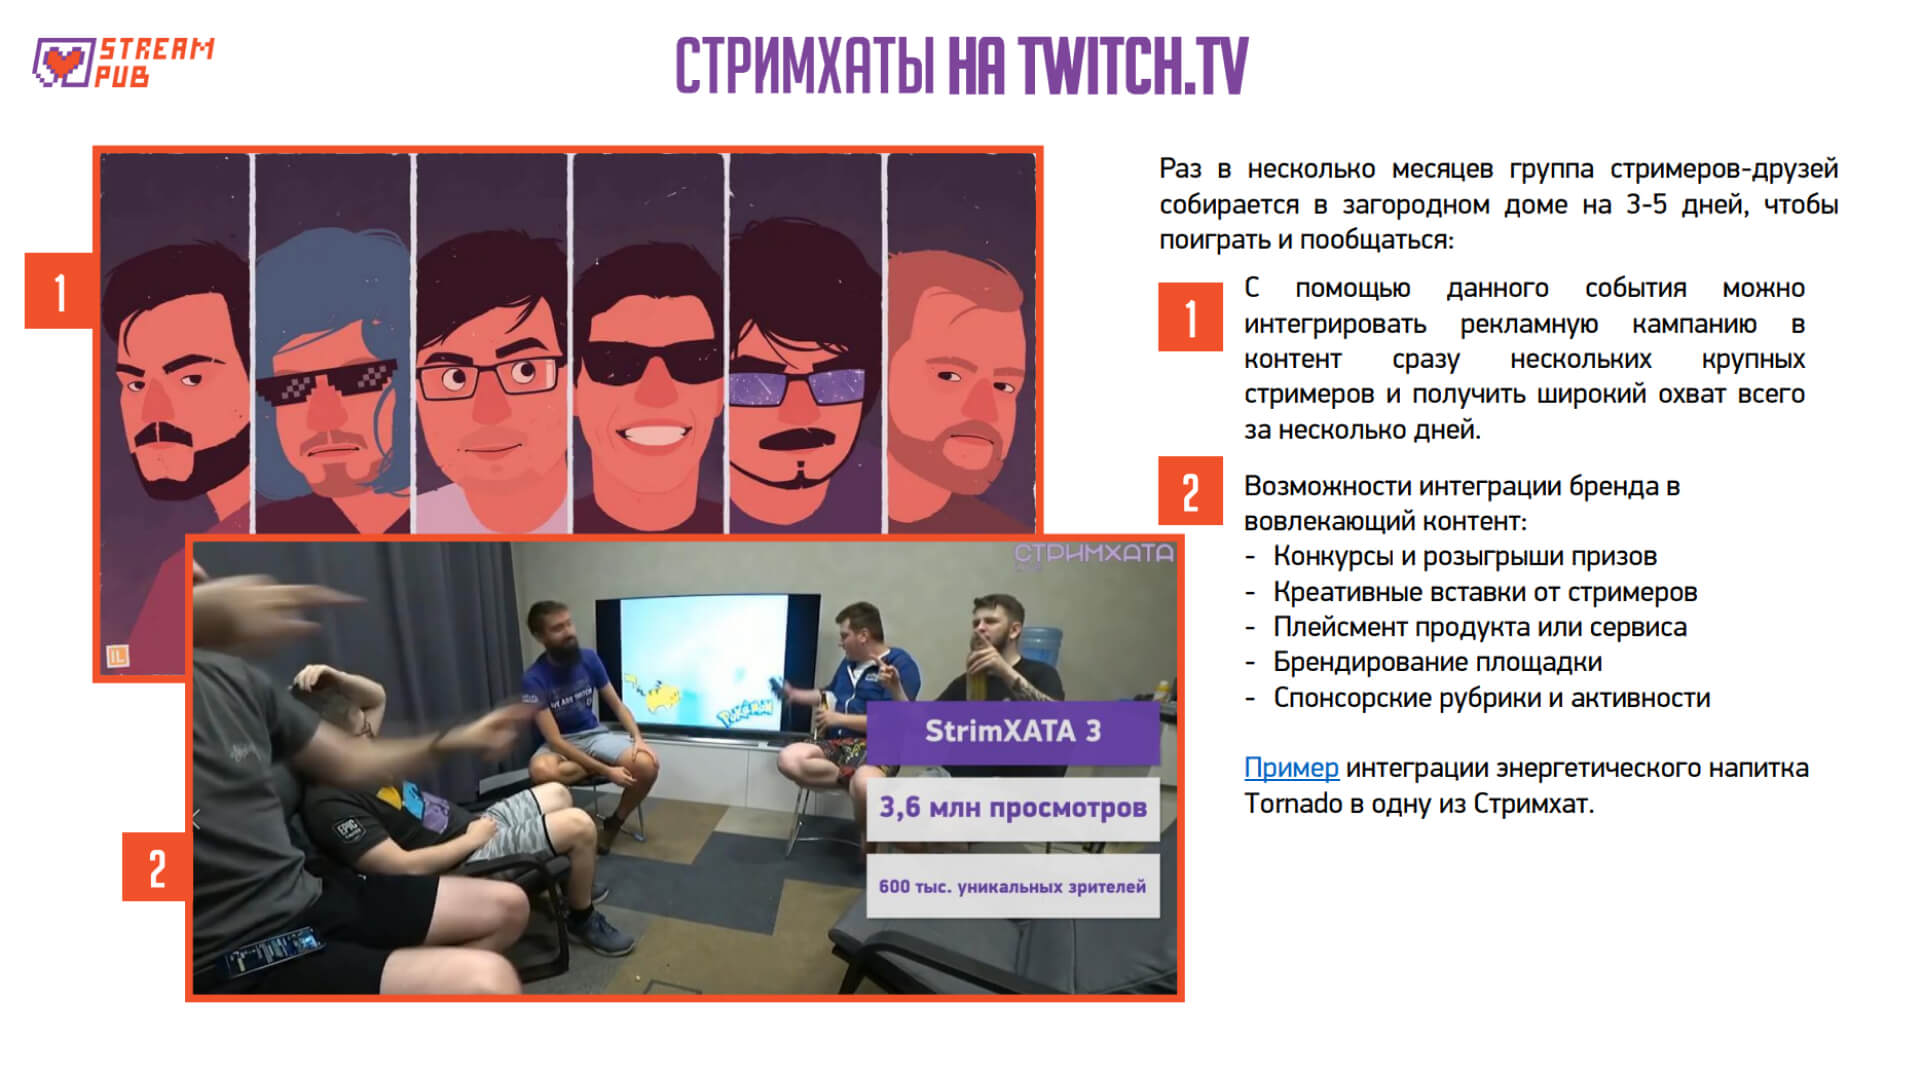 STREAM
PUB
СТРИМХАТЫ НА TWITCH.TV
1
IL
2
СТРИМХАТА
POKÉMON
EPIC
StrimXATA 3
3,6 млн просмотров
600 тыс. уникальных зрителей
Раз в несколько месяцев группа стримеров-друзей
собирается в загородном доме на 3-5 дней, чтобы
поиграть и пообщаться:
1
С помощью данного события можно
интегрировать рекламную кампанию в
контент сразу нескольких крупных
стримеров и получить широкий охват всего
за несколько дней.
2
Возможности интеграции бренда в
вовлекающий контент:
- Конкурсы и розыгрыши призов
- Креативные вставки от стримеров
- Плейсмент продукта или сервиса
- Брендирование площадки
- Спонсорские рубрики и активности
Пример интеграции энергетического напитка
Tornado в одну из Стримхат.